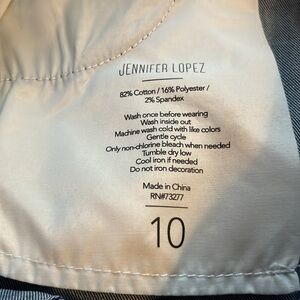 JENNIFER LOPEZ
82% Cotton / 16% Polyester /
2% Spandex
Wash once before wearing
Wash inside out
Machine wash cold with like colors
Gentle cycle
Only non-chlorine bleach when needed
Tumble dry low
Cool iron if needed
Do not iron decoration
Made in China
RN#73277
10